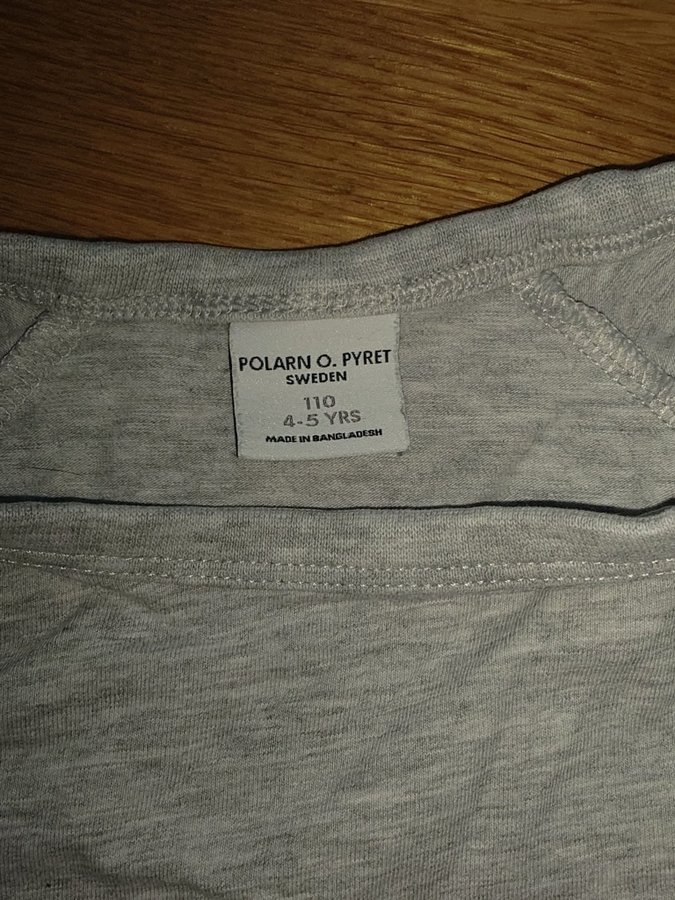 POLARN O. PYRET
SWEDEN
110
4-5 YRS
MADE IN BANGLADESH